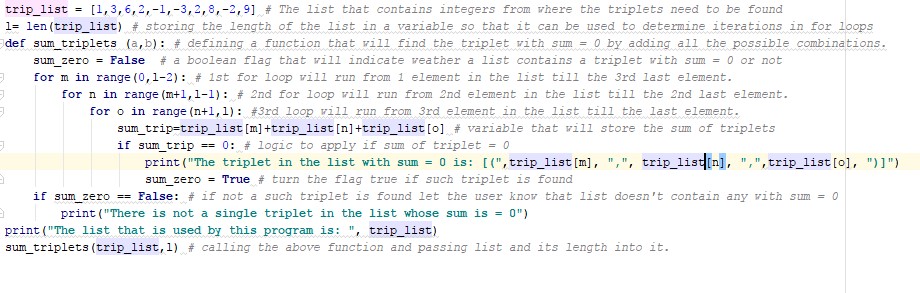 trip_list = [1,3,6,2,-1,-3,2,8,-2,9] # The list that contains integers from where the triplets need to be found
l= len(trip_list) # storing the length of the list in a variable so that it can be used to determine iterations in for loops
def sum_triplets (a,b): # defining a function that will find the triplet with sum = 0 by adding all the possible combinations.
    sum_zero = False  # a boolean flag that will indicate weather a list contains a triplet with sum = 0 or not
    for m in range(0,l-2): # 1st for loop will run from 1 element in the list till the 3rd last element.
        for n in range(m+1,l-1): # 2nd for loop will run from 2nd element in the list till the 2nd last element.
            for o in range(n+1,l): #3rd loop will run from 3rd element in the list till the last element.
                sum_trip=trip_list[m]+trip_list[n]+trip_list[o] # variable that will store the sum of triplets
                if sum_trip == 0: # logic to apply if sum of triplet = 0
                    print("The triplet in the list with sum = 0 is: [(",trip_list[m], ",", trip_list[n], ",",trip_list[o], ")]")
                    sum_zero = True # turn the flag true if such triplet is found
    if sum_zero == False: # if not a such triplet is found let the user know that list doesn't contain any with sum = 0
        print("There is not a single triplet in the list whose sum is = 0")
print("The list that is used by this program is: ", trip_list)
sum_triplets(trip_list,l) # calling the above function and passing list and its length into it.